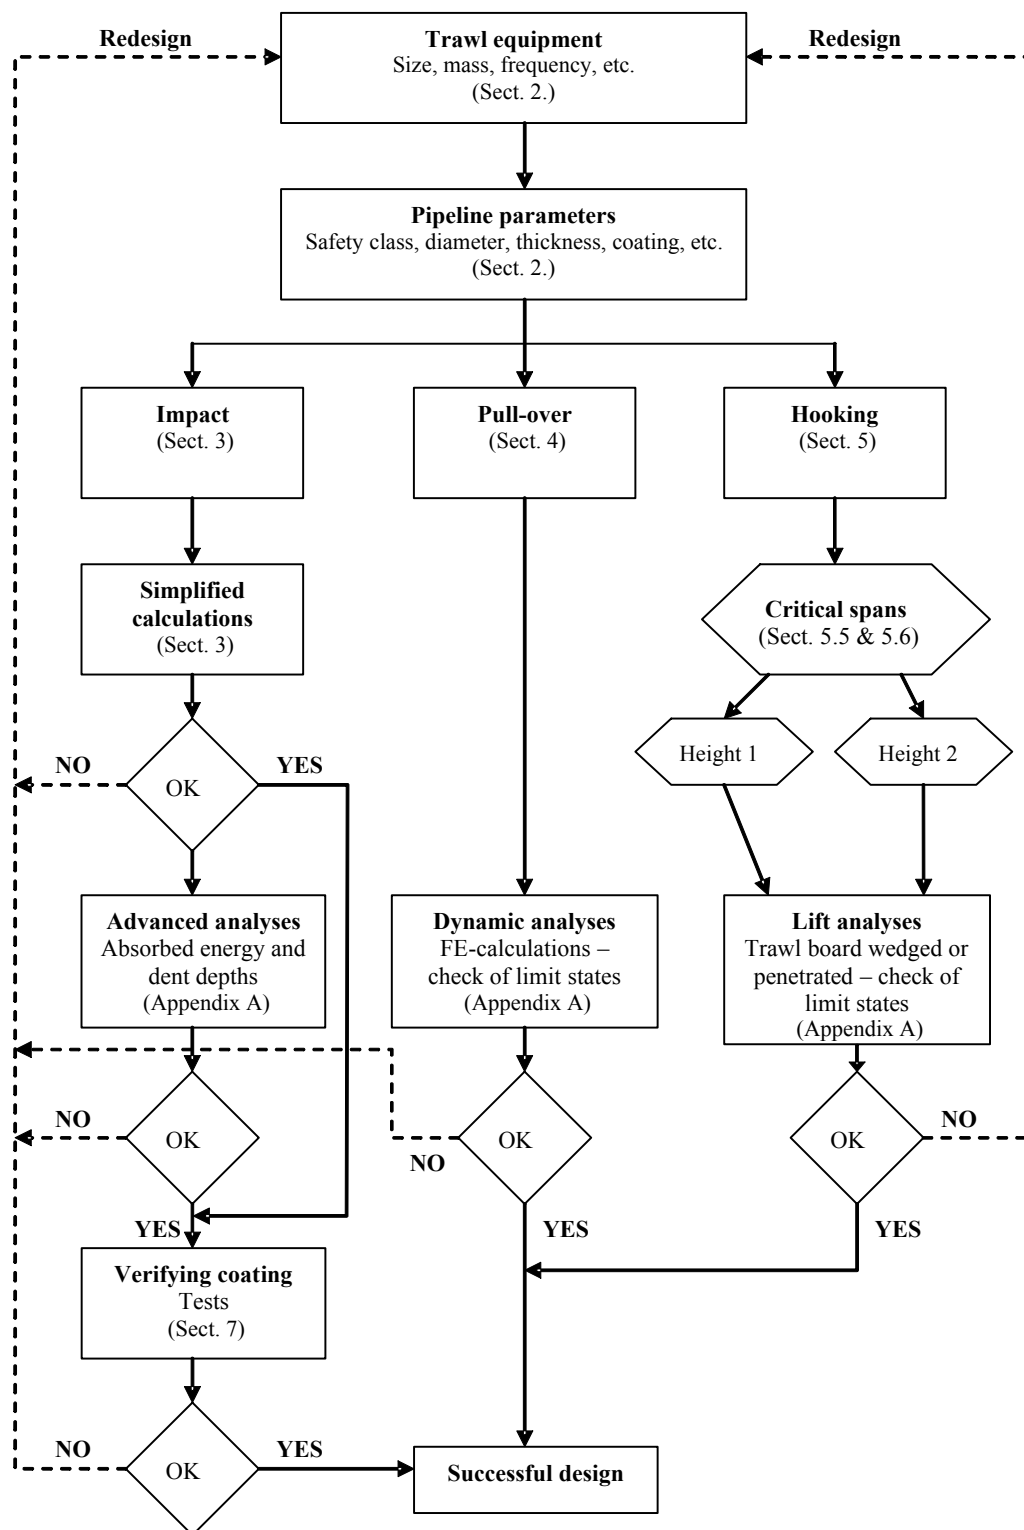 Redesign
Trawl equipment
Size, mass, frequency, etc.
(Sect. 2.)
Redesign
Pipeline parameters
Safety class, diameter, thickness, coating, etc.
(Sect. 2.)
Impact
(Sect. 3)
Pull-over
(Sect. 4)
Hooking
(Sect. 5)
Simplified
calculations
(Sect. 3)
Critical spans
(Sect. 5.5 & 5.6)
Height 1
Height 2
NO
OK
YES
Advanced analyses
Absorbed energy and
dent depths
(Appendix A)
Dynamic analyses
FE-calculations –
check of limit states
(Appendix A)
Lift analyses
Trawl board wedged or
penetrated – check of
limit states
(Appendix A)
NO
OK
YES
NO
OK
YES
OK
NO
YES
Verifying coating
Tests
(Sect. 7)
NO
OK
YES
Successful design